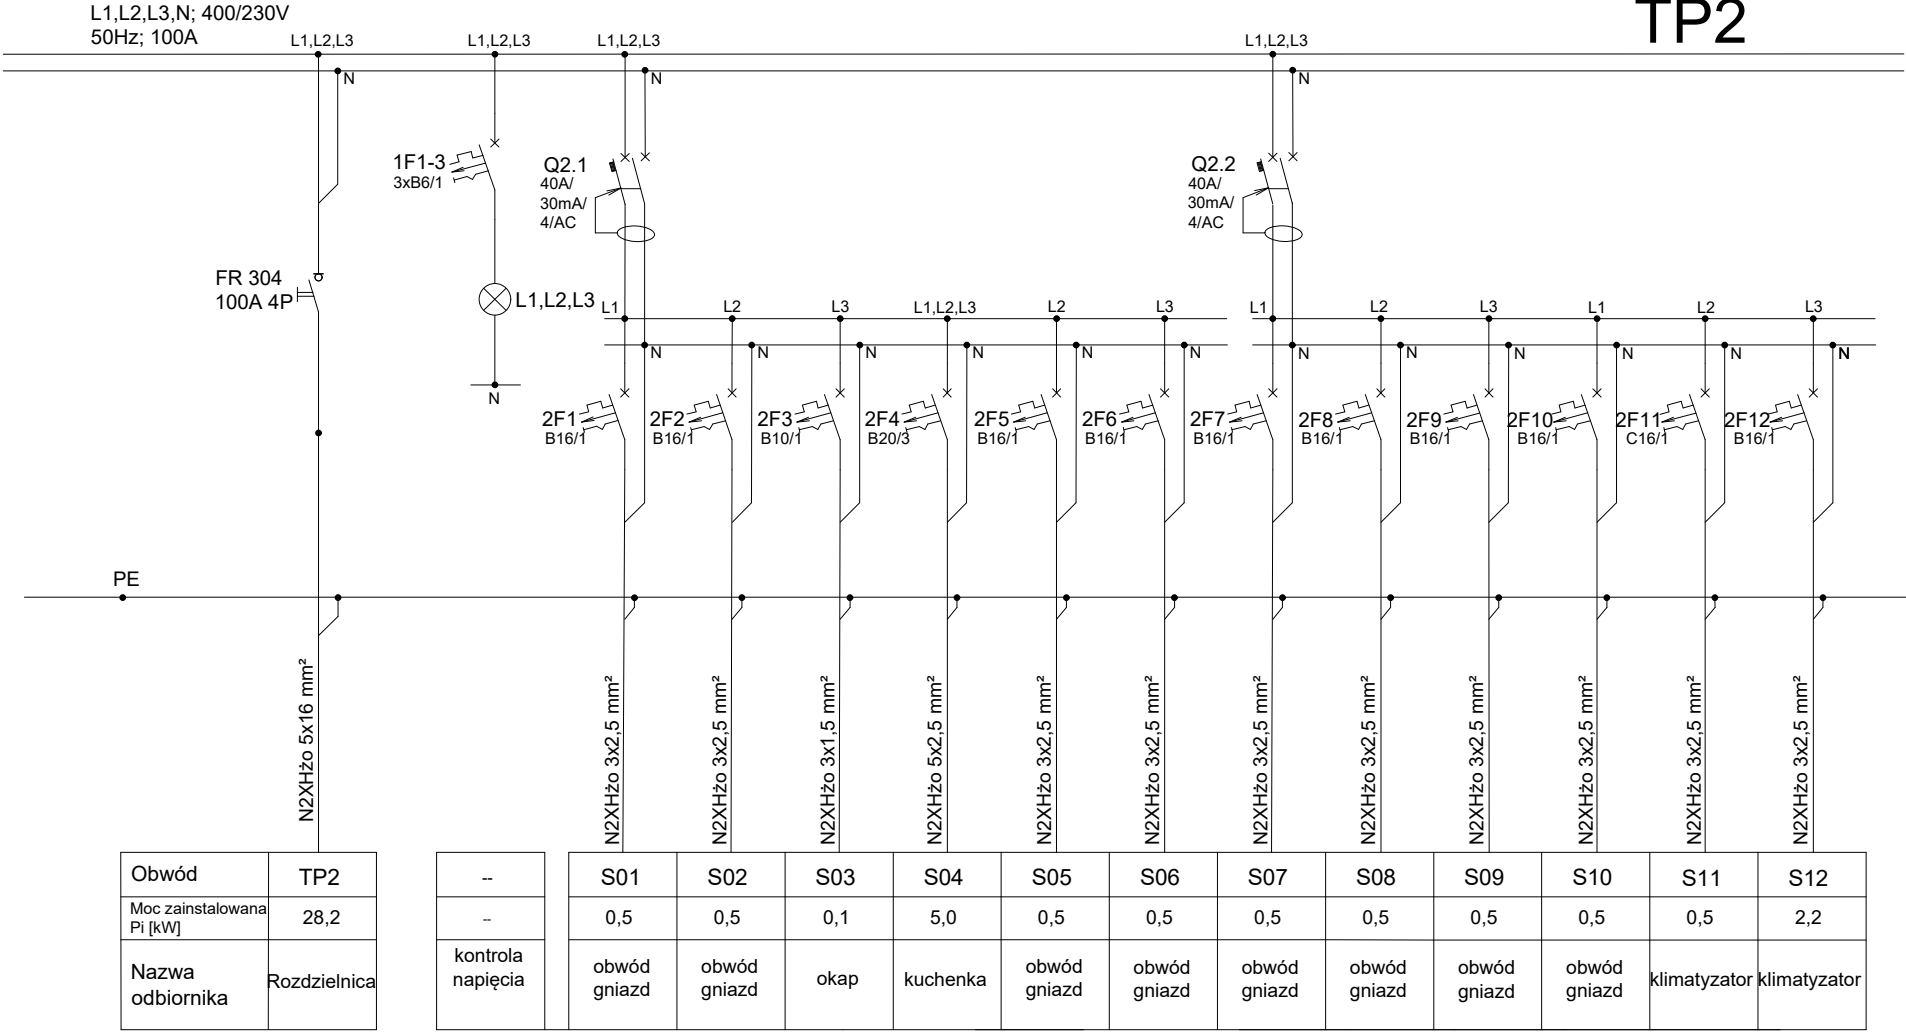 L1,L2,L3,N; 400/230V
50Hz; 100A
TP2
L1,L2,L3
L1,L2,L3
L1,L2,L3
L1,L2,L3
N
N
N
1F1-3
3xB6/1
Q2.1
40A/
30mA/
4/AC
Q2.2
40A/
30mA/
4/AC
FR 304
100A 4P
L1,L2,L3
N
L1
L2
L3
L1,L2,L3
L2
L3
L1
L2
L3
L1
L2
L3
N
N
N
N
N
N
N
N
N
N
N
N
2F1
B16/1
2F2
B16/1
2F3
B10/1
2F4
B20/3
2F5
B16/1
2F6
B16/1
2F7
B16/1
2F8
B16/1
2F9
B16/1
2F10
B16/1
2F11
C16/1
2F12
B16/1
PE
N2XHżo 5x16 mm²
N2XHżo 3x2,5 mm²
N2XHżo 3x2,5 mm²
N2XHżo 3x1,5 mm²
N2XHżo 5x2,5 mm²
N2XHżo 3x2,5 mm²
N2XHżo 3x2,5 mm²
N2XHżo 3x2,5 mm²
N2XHżo 3x2,5 mm²
N2XHżo 3x2,5 mm²
N2XHżo 3x2,5 mm²
N2XHżo 3x2,5 mm²
N2XHżo 3x2,5 mm²
Obwód TP2 -- S01 S02 S03 S04 S05 S06 S07 S08 S09 S10 S11 S12
Moc zainstalowana
Pi [kW] 28,2 -- 0,5 0,5 0,1 5,0 0,5 0,5 0,5 0,5 0,5 0,5 0,5 2,2
Nazwa
odbiornika
Rozdzielnica
kontrola
napięcia
obwód
gniazd
obwód
gniazd
okap
kuchenka
obwód
gniazd
obwód
gniazd
obwód
gniazd
obwód
gniazd
obwód
gniazd
obwód
gniazd
klimatyzator
klimatyzator